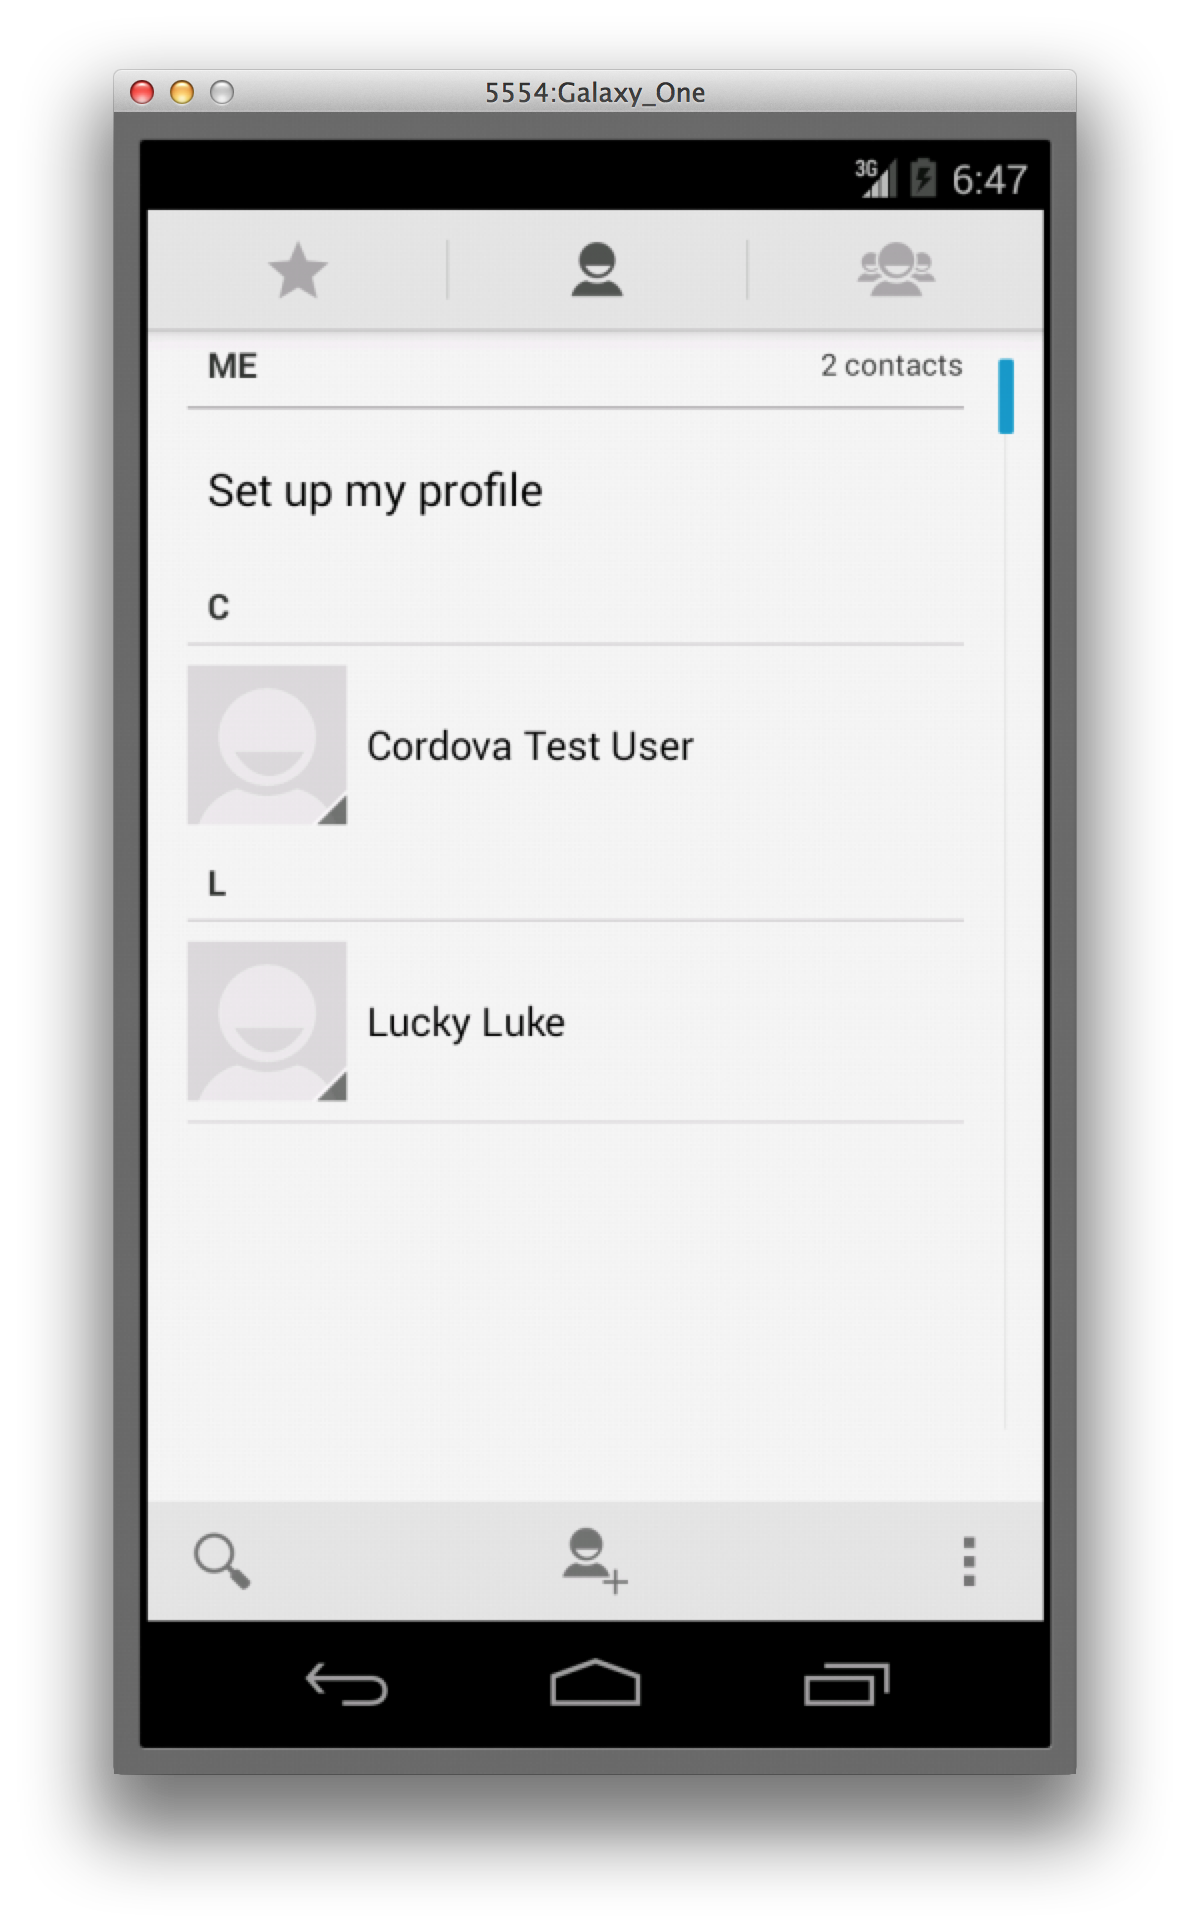 5554:Galaxy_One
3G 6:47
ME 2 contacts
Set up my profile
C
Cordova Test User
L
Lucky Luke